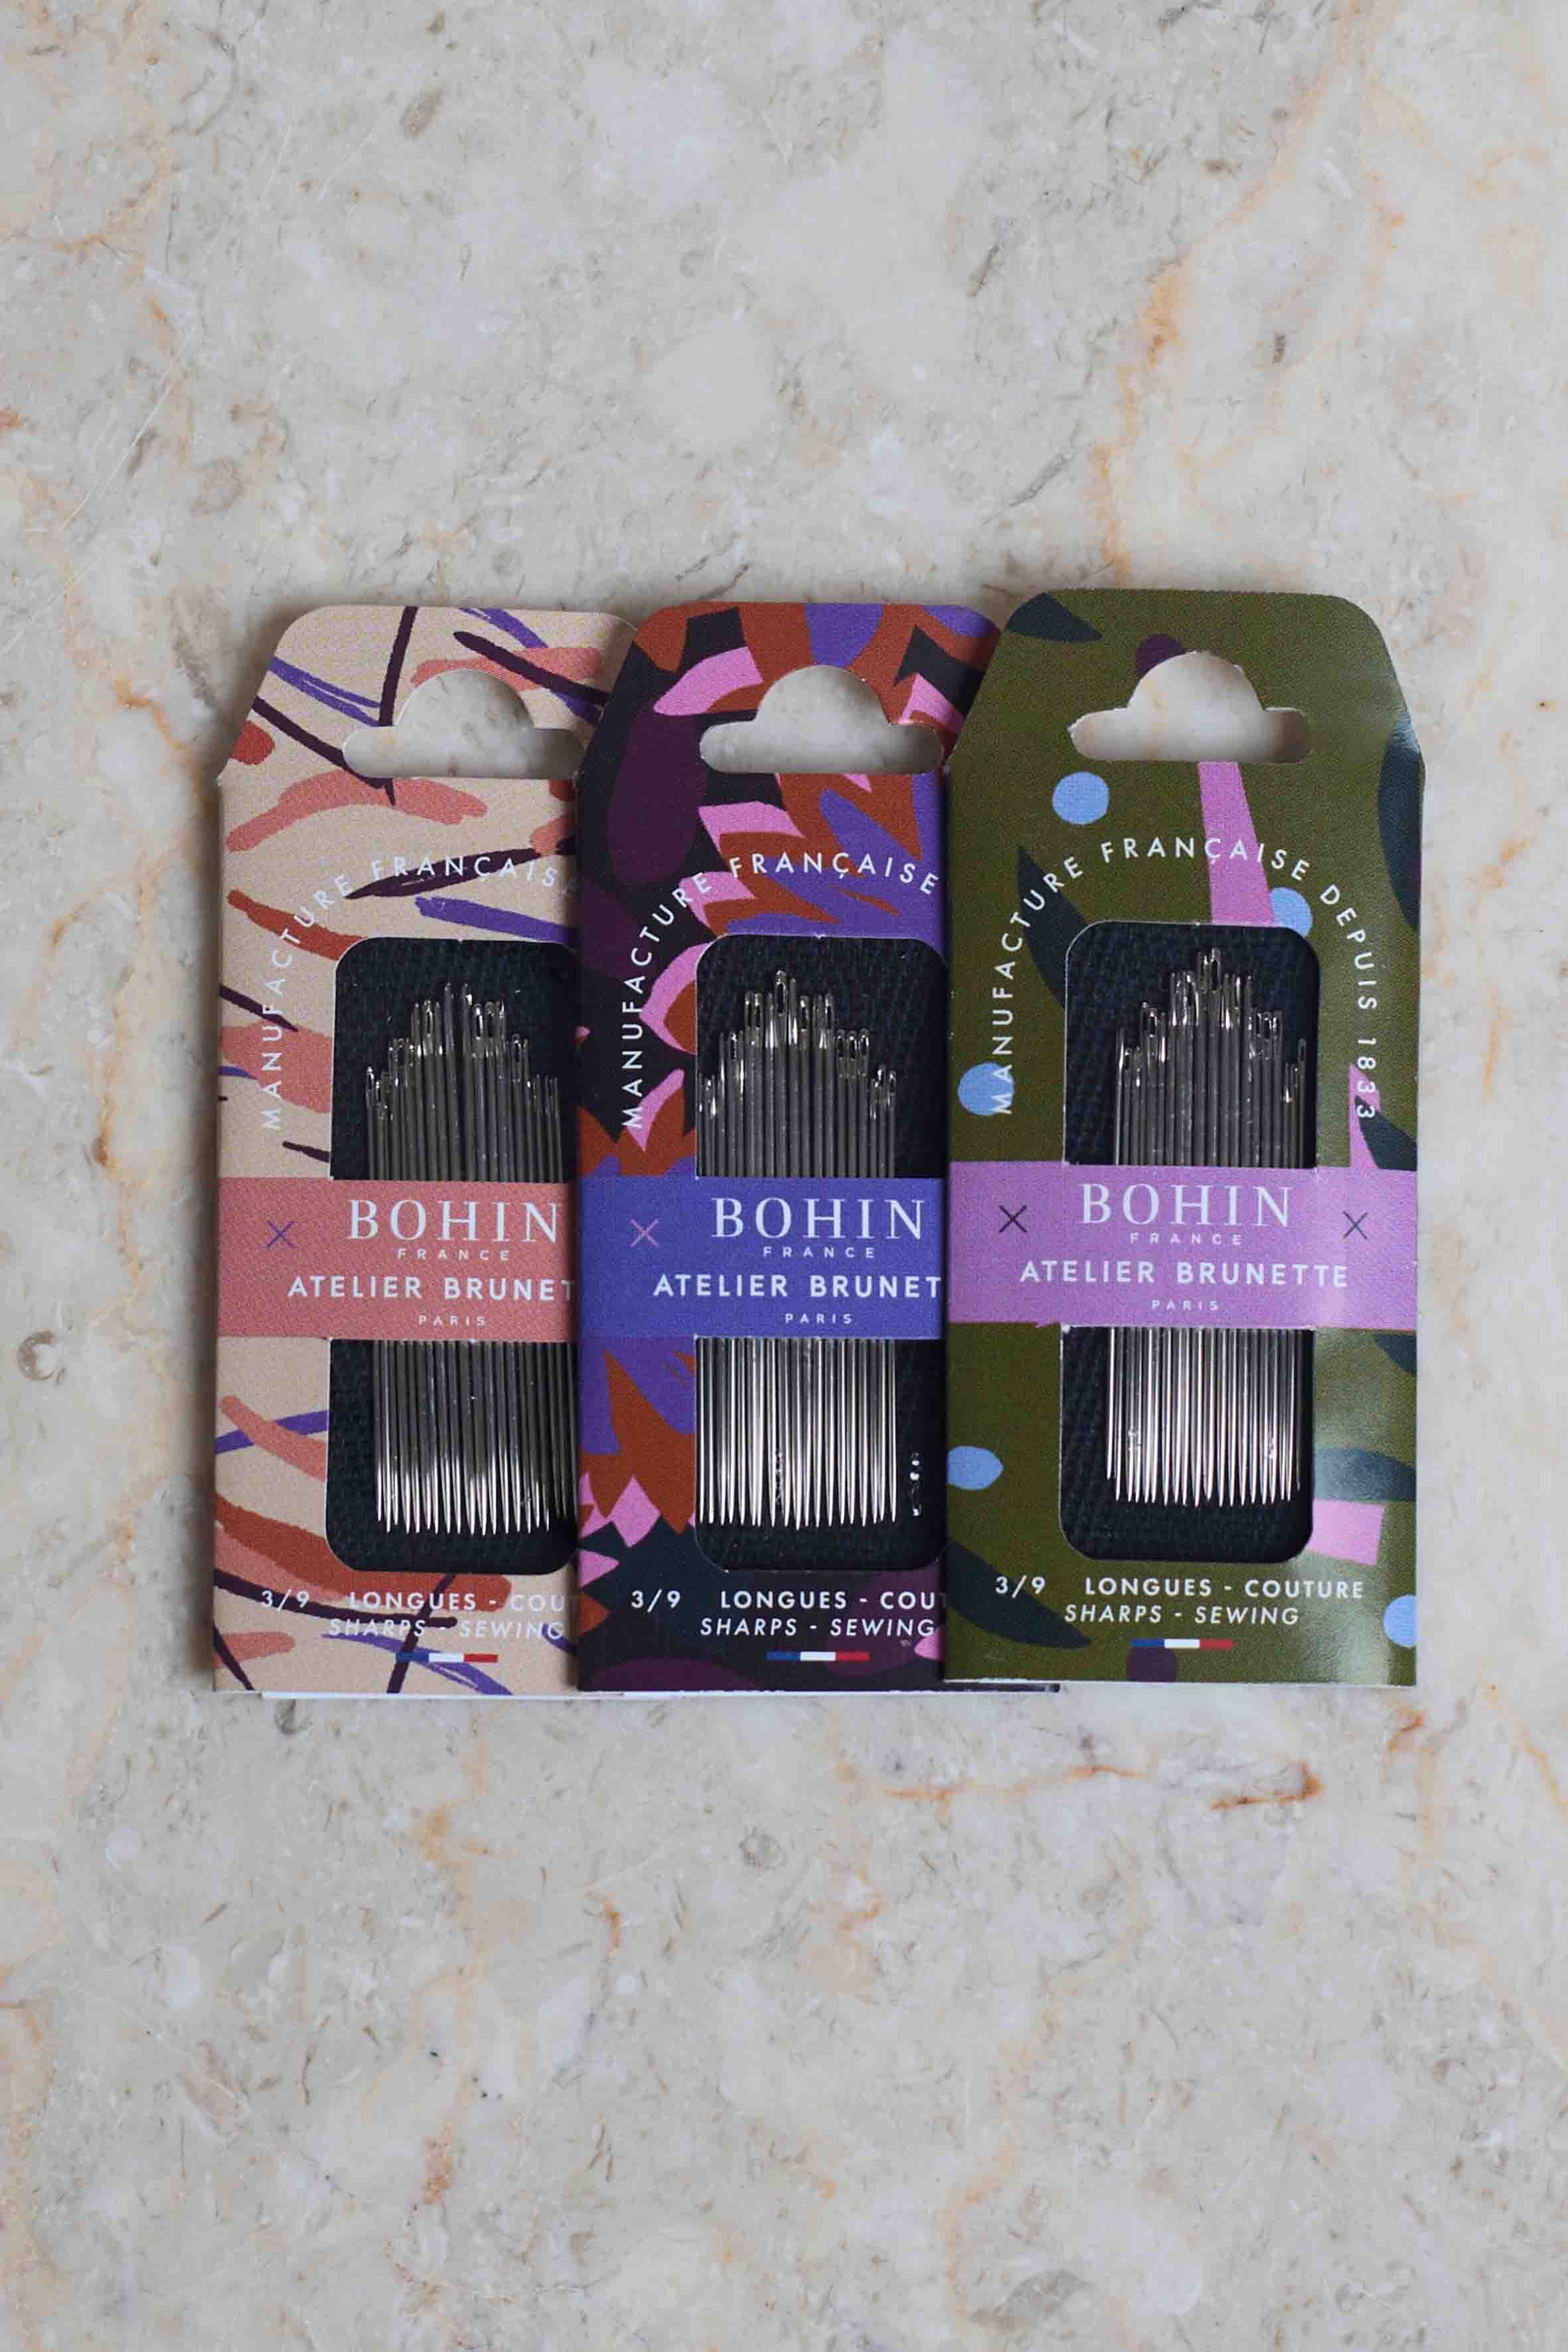 MANUFACTURE FRANÇAISE
BOHIN
FRANCE
ATELIER BRUNET
PARIS
3/9 LONGUES - COUT
SHARPS - SEWING
MANUFACTURE FRANÇAISE
BOHIN
FRANCE
ATELIER BRUNET
PARIS
3/9 LONGUES - COU
SHARPS - SEWING
MANUFACTURE FRANÇAISE DEPUIS 1833
BOHIN
FRANCE
ATELIER BRUNETTE
PARIS
3/9 LONGUES - COUTURE
SHARPS - SEWING